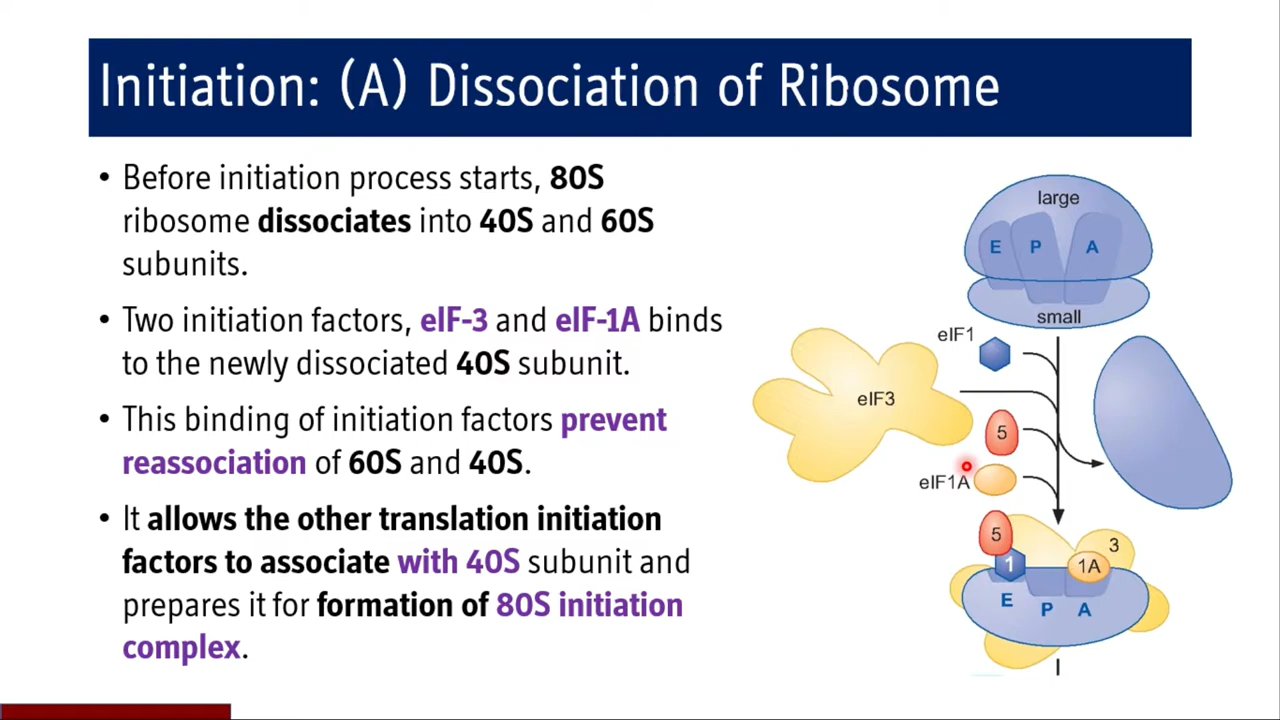 Initiation: (A) Dissociation of Ribosome
• Before initiation process starts, 80S
ribosome dissociates into 40S and 60S
subunits.
• Two initiation factors, eIF-3 and eIF-1A binds
to the newly dissociated 40S subunit.
• This binding of initiation factors prevent
reassociation of 60S and 40S.
• It allows the other translation initiation
factors to associate with 40S subunit and
prepares it for formation of 80S initiation
complex.
large
E P A
small
eIF1
eIF3
5
eIF1A
5
3
1
1A
E P A